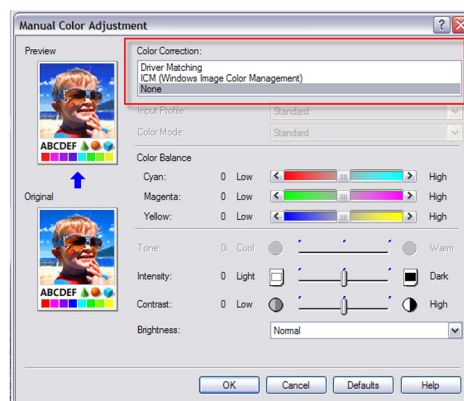 Manual Color Adjustment
Preview
ABCDEF
Original
ABCDEF
Color Correction:
Driver Matching
ICM (Windows Image Color Management)
None
Input Profile: Standard
Color Mode: Standard
Color Balance
Cyan: 0 Low High
Magenta: 0 Low High
Yellow: 0 Low High
Tone: 0 Cool Warm
Intensity: 0 Light Dark
Contrast: 0 Low High
Brightness: Normal
OK Cancel Defaults Help